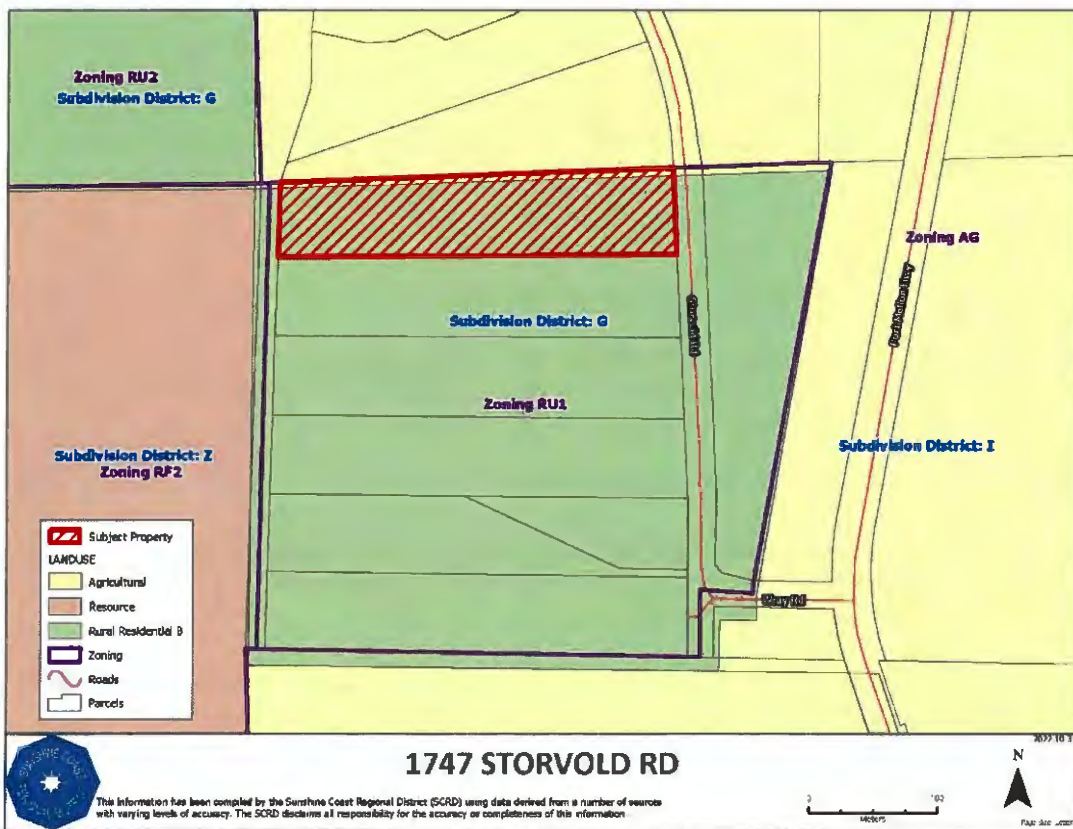 Zoning RU2
Subdivision District: G
Zoning AG
Subdivision District: G
Zoning RU1
Subdivision District: I
Subdivision District: Z
Zoning RF2
Subject Property
LANDUSE
Agricultural
Resource
Rural Residential B
Zoning
Roads
Parcels
1747 STORVOLD RD
N
This information has been compiled by the Sunshine Coast Regional District (SCRD) using data derived from a number of sources
with varying levels of accuracy. The SCRD disclaims all responsibility for the accuracy or completeness of this information
0
Meters
SUNSHINE COAST